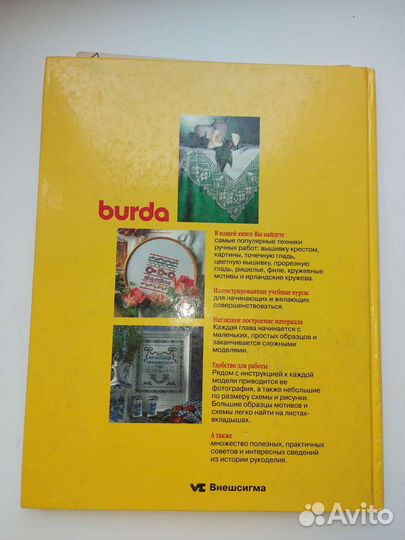 burda
В нашей книге Вы найдете
самые популярные техники
ручных работ: вышивку крестом,
картины, точечную гладь,
цветную вышивку, прорезную
гладь, ришелье, филе, кружевные
мотивы и ирландские кружева.
Иллюстрированные учебные курсы
для начинающих и желающих
совершенствоваться.
Наглядное построение материала
Каждая глава начинается с
маленьких, простых образцов и
заканчивается сложными
моделями.
Удобство для работы
Рядом с инструкцией к каждой
модели приводится ее
фотография, а также небольшие
по размеру схемы и рисунки.
Большие образцы мотивов и
схемы легко найти на листах-
вкладышах.
А также
множество полезных, практичных
советов и интересных сведений
из истории рукоделия.
Внешсигма
Avito